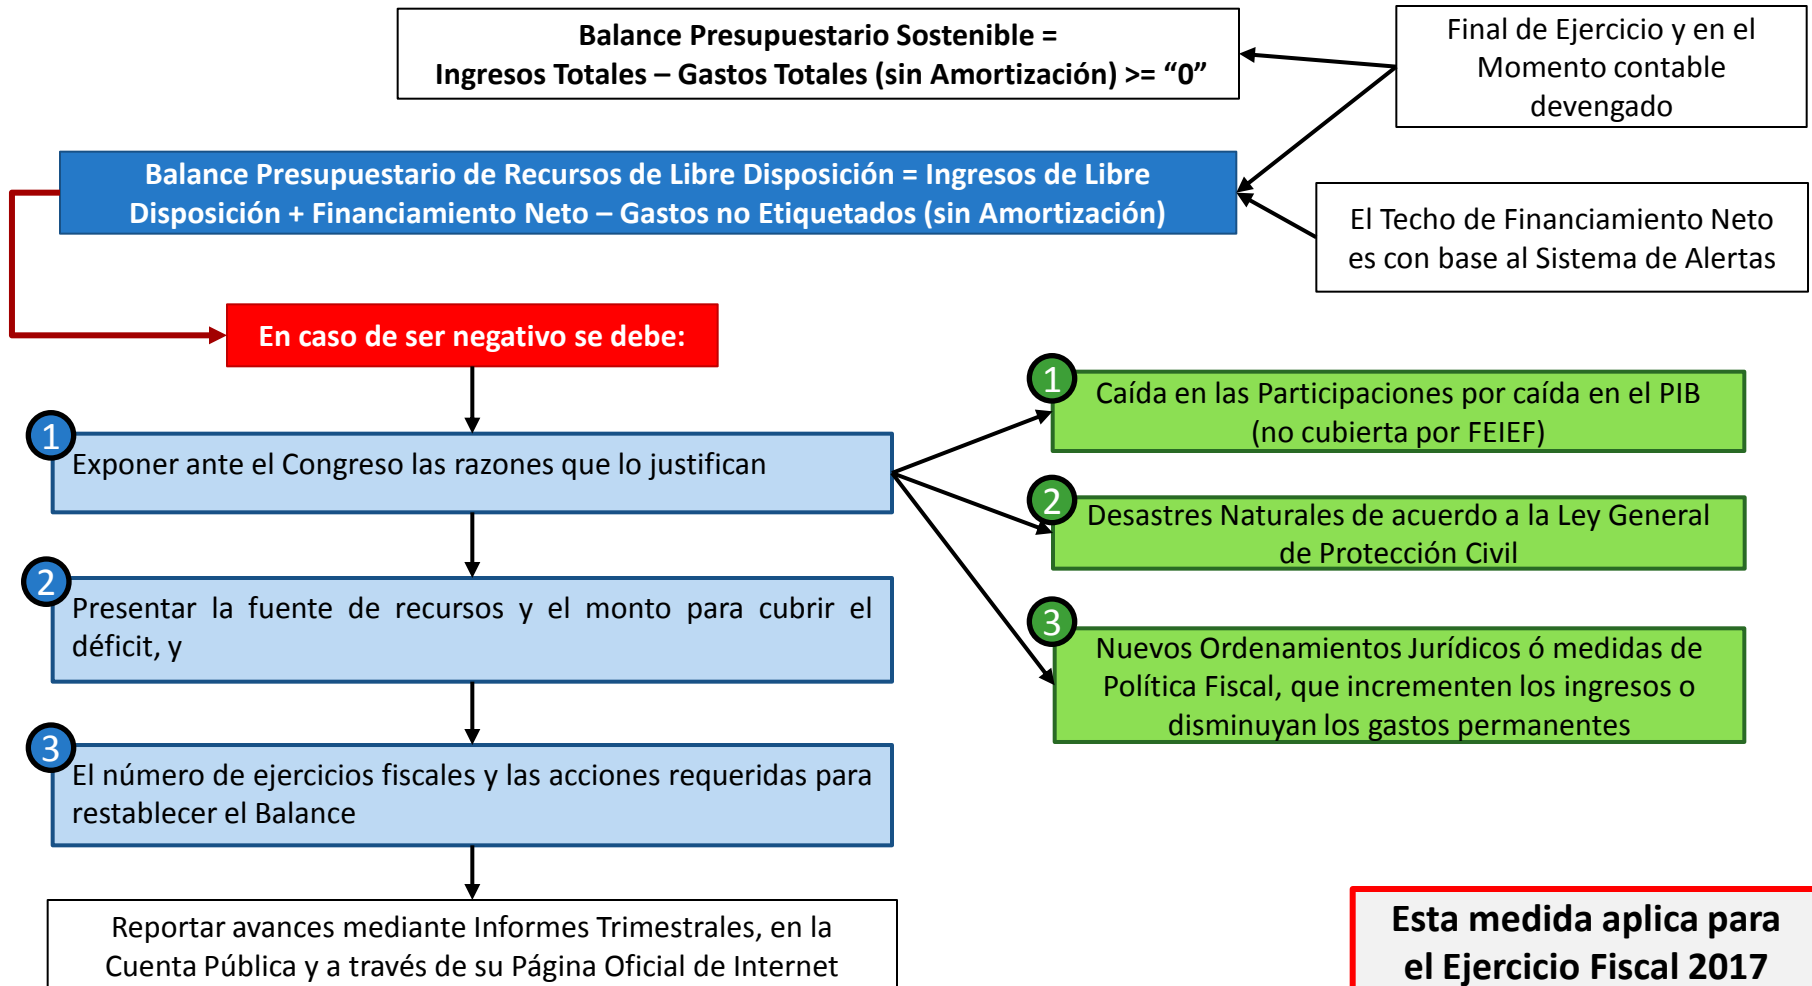 Balance Presupuestario Sostenible =
Ingresos Totales – Gastos Totales (sin Amortización) >= “0”
Final de Ejercicio y en el
Momento contable
devengado
Balance Presupuestario de Recursos de Libre Disposición = Ingresos de Libre
Disposición + Financiamiento Neto – Gastos no Etiquetados (sin Amortización)
El Techo de Financiamiento Neto
es con base al Sistema de Alertas
En caso de ser negativo se debe:
1
Exponer ante el Congreso las razones que lo justifican
2
Presentar la fuente de recursos y el monto para cubrir el
déficit, y
3
El número de ejercicios fiscales y las acciones requeridas para
restablecer el Balance
Reportar avances mediante Informes Trimestrales, en la
Cuenta Pública y a través de su Página Oficial de Internet
1
Caída en las Participaciones por caída en el PIB
(no cubierta por FEIEF)
2
Desastres Naturales de acuerdo a la Ley General
de Protección Civil
3
Nuevos Ordenamientos Jurídicos ó medidas de
Política Fiscal, que incrementen los ingresos o
disminuyan los gastos permanentes
Esta medida aplica para
el Ejercicio Fiscal 2017